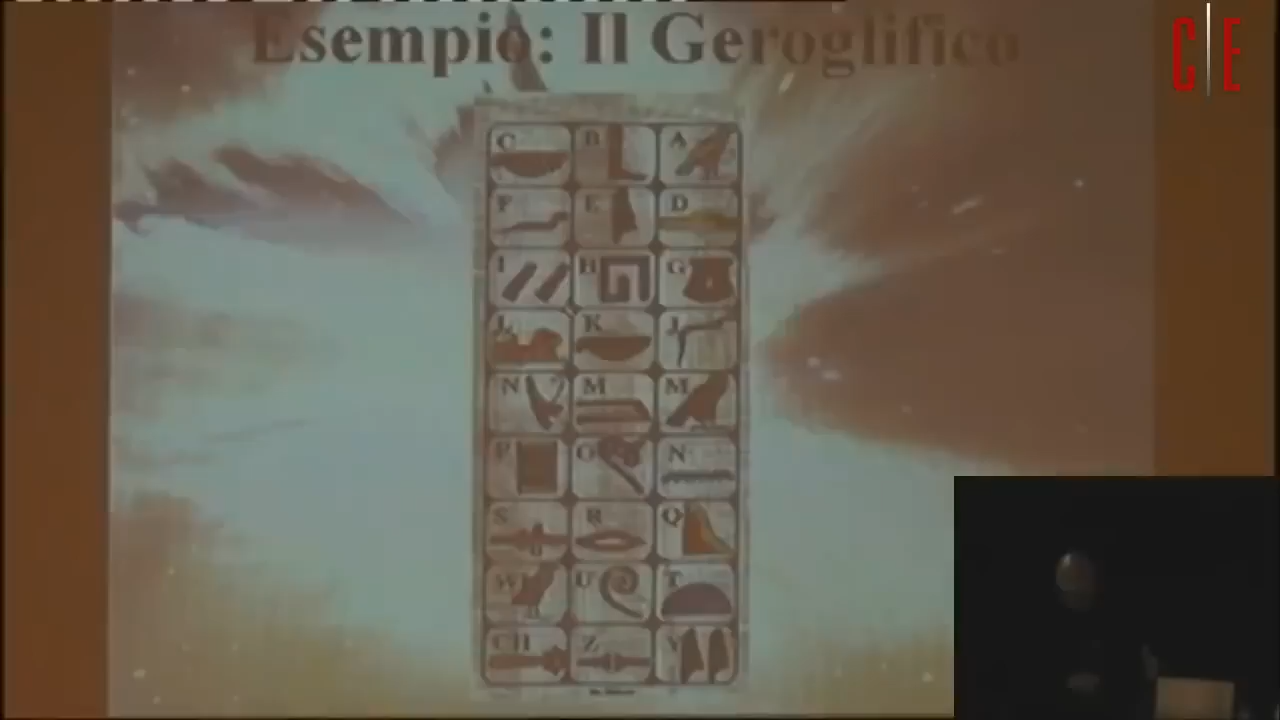 Esempio: Il Geroglifico
C|E
C B A
F E D
I H G
L K J
N M M
P O N
S R Q
W U T
CH Z Y